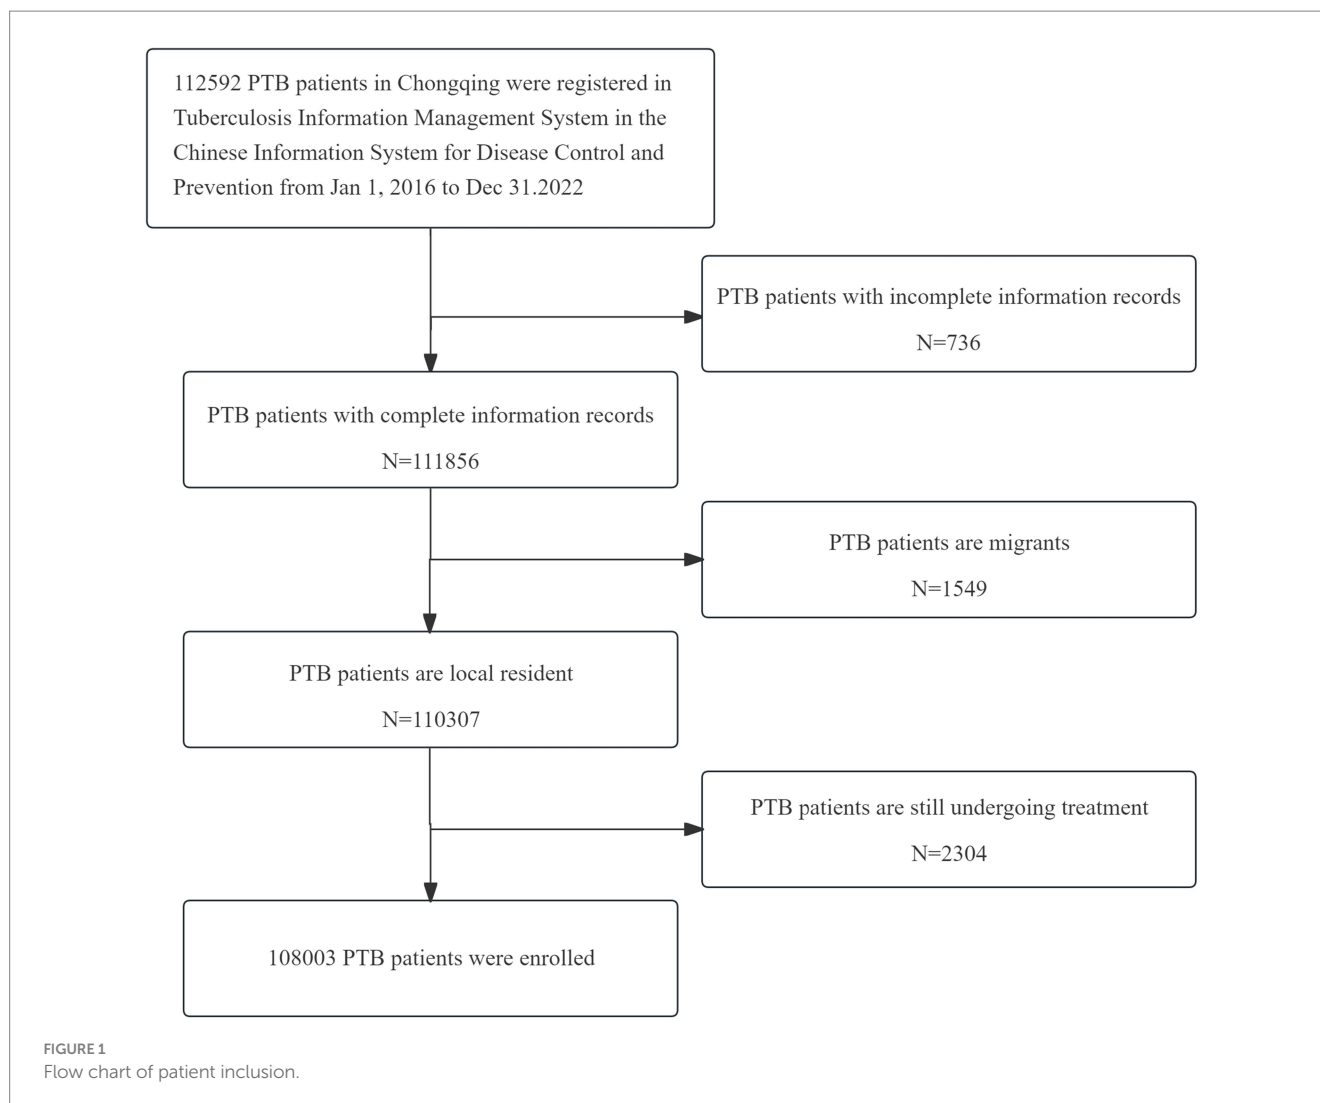 112592 PTB patients in Chongqing were registered in
Tuberculosis Information Management System in the
Chinese Information System for Disease Control and
Prevention from Jan 1, 2016 to Dec 31.2022
PTB patients with incomplete information records
N=736
PTB patients with complete information records
N=111856
PTB patients are migrants
N=1549
PTB patients are local resident
N=110307
PTB patients are still undergoing treatment
N=2304
108003 PTB patients were enrolled
FIGURE 1
Flow chart of patient inclusion.